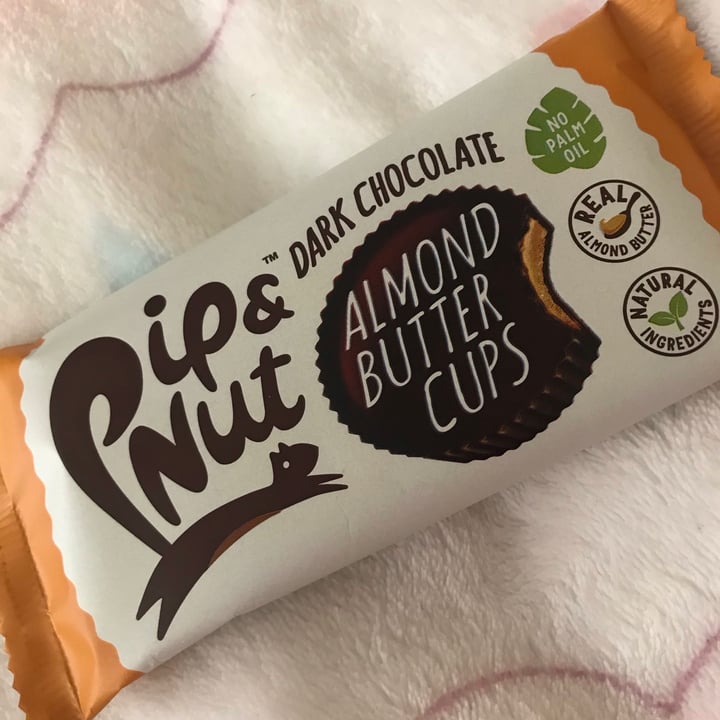 Pip &
Nut
™
DARK CHOCOLATE
ALMOND
BUTTER
CUPS
NO
PALM
OIL
REAL
ALMOND BUTTER
NATURAL
INGREDIENTS